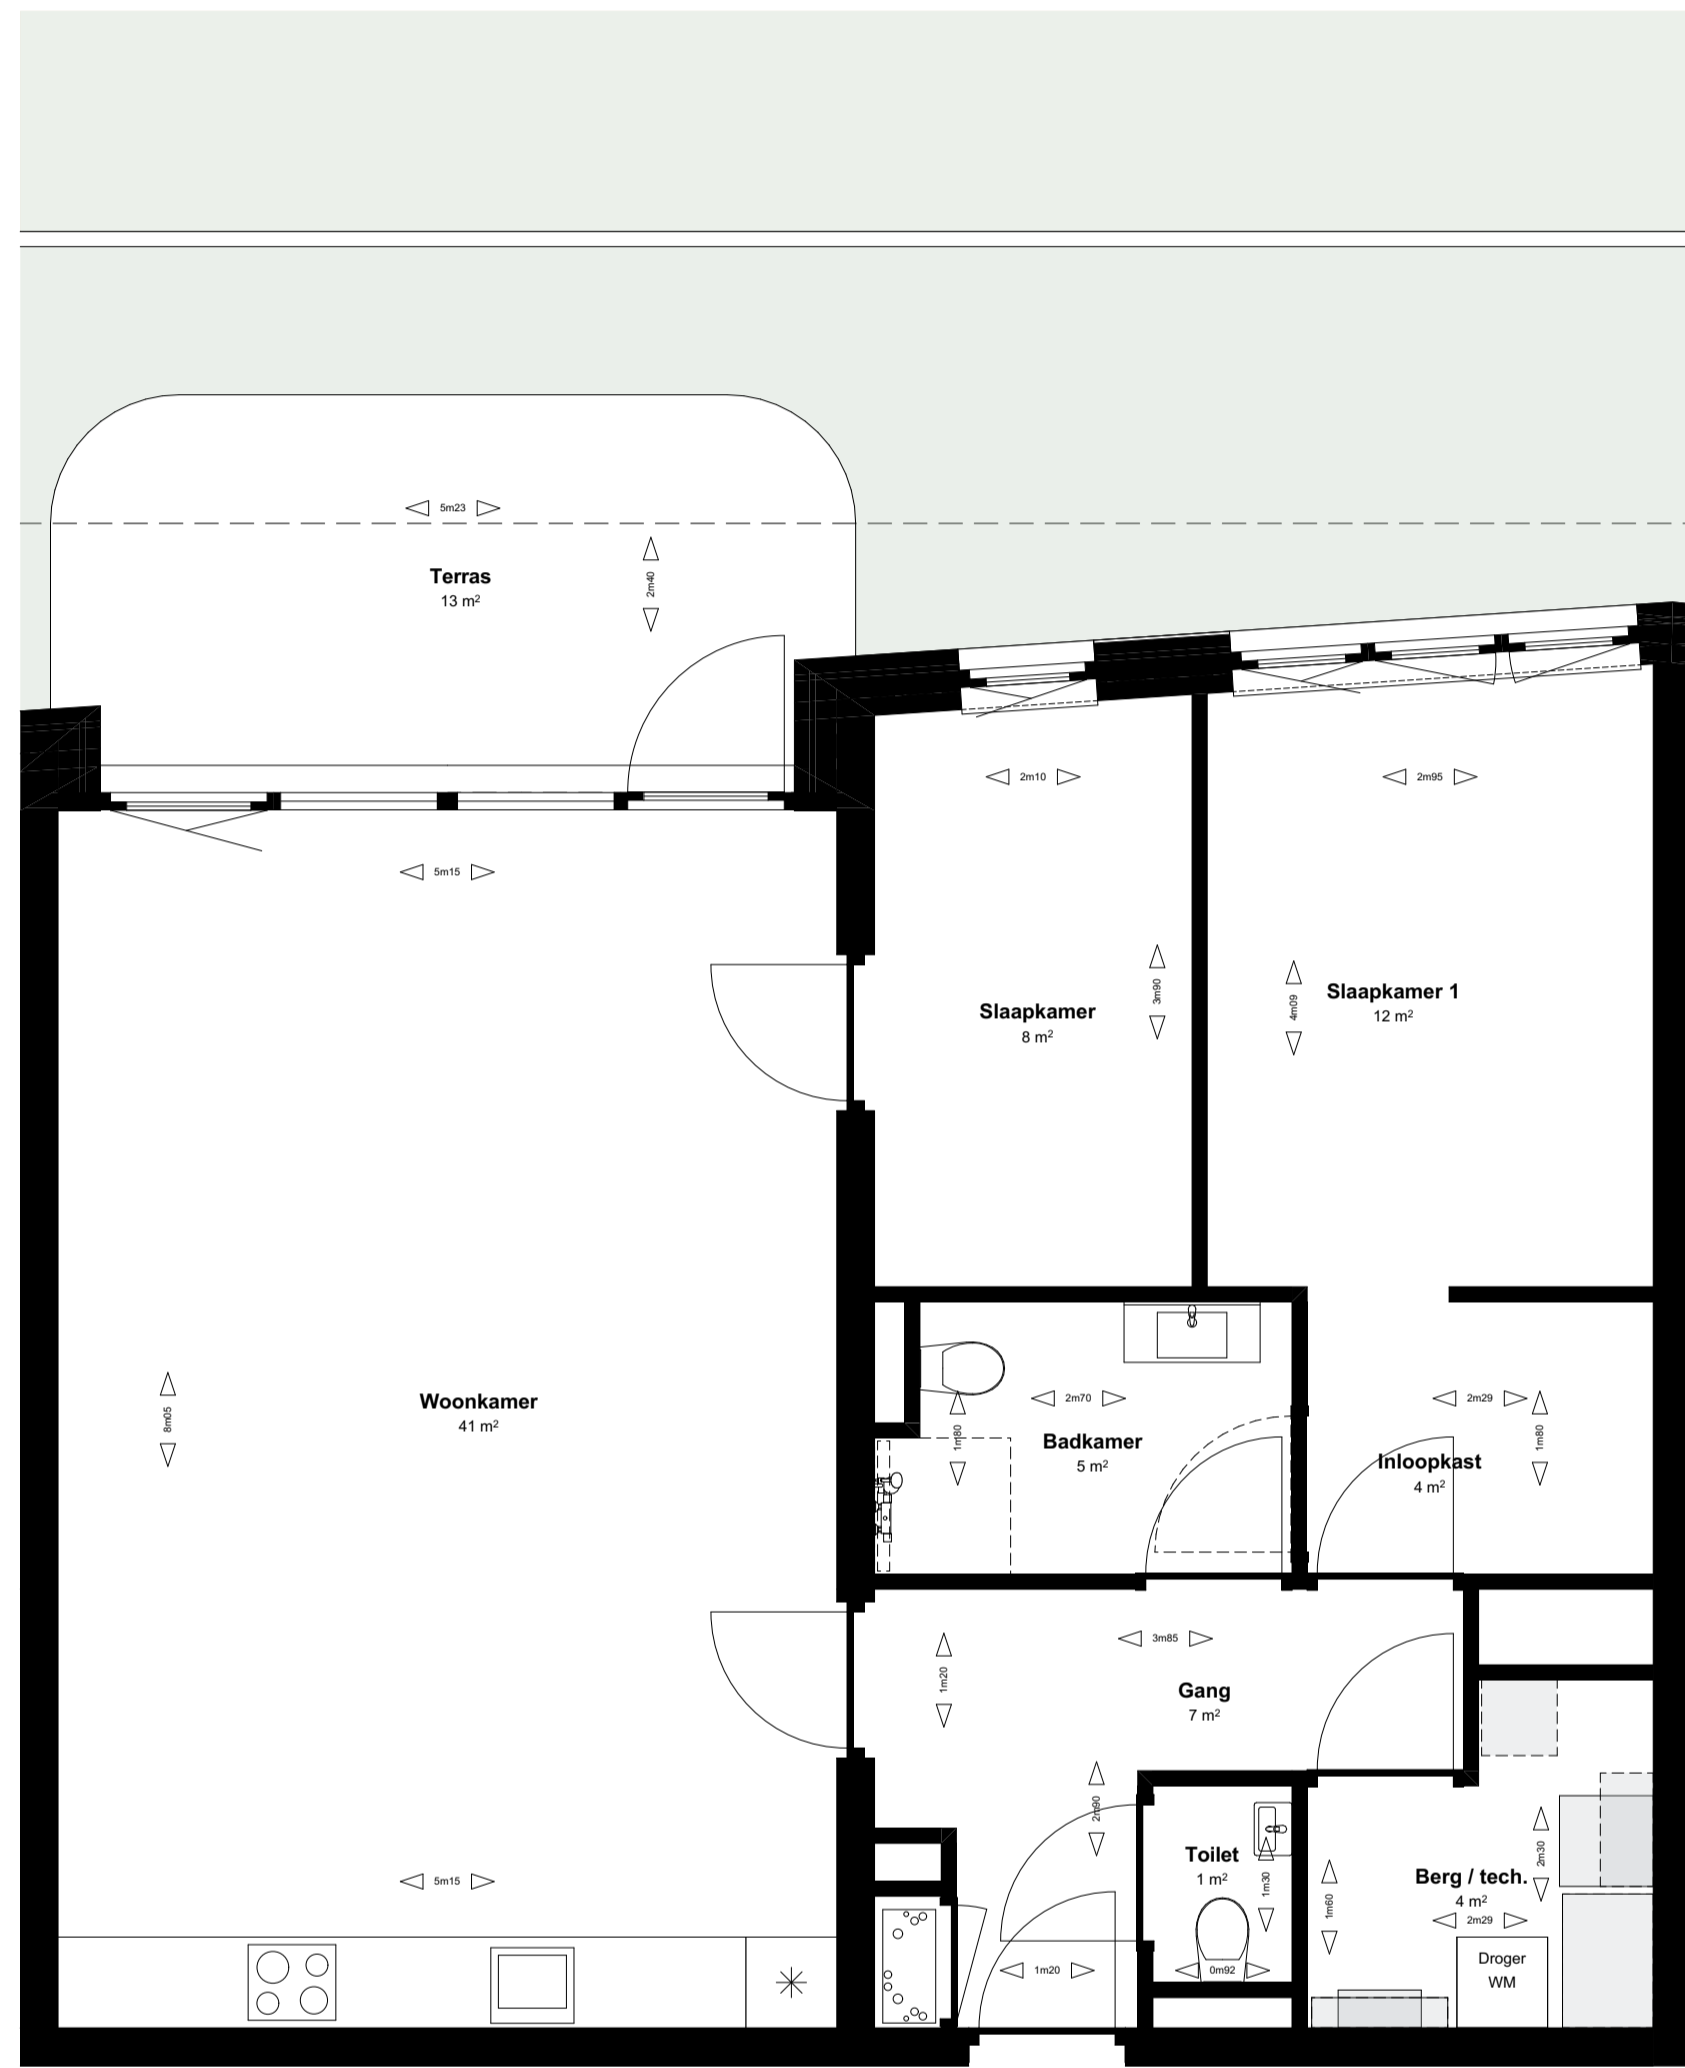 5m23
Terras
13 m²
2m40
2m10
2m95
5m15
Slaapkamer
8 m²
3m90
4m09
Slaapkamer 1
12 m²
Woonkamer
41 m²
8m05
2m70
1m80
Badkamer
5 m²
2m29
1m80
Inloopkast
4 m²
3m85
1m20
Gang
7 m²
2m90
Toilet
1 m²
1m30
0m92
Berg / tech.
4 m²
2m30
1m60
2m29
5m15
1m20
Droger
WM